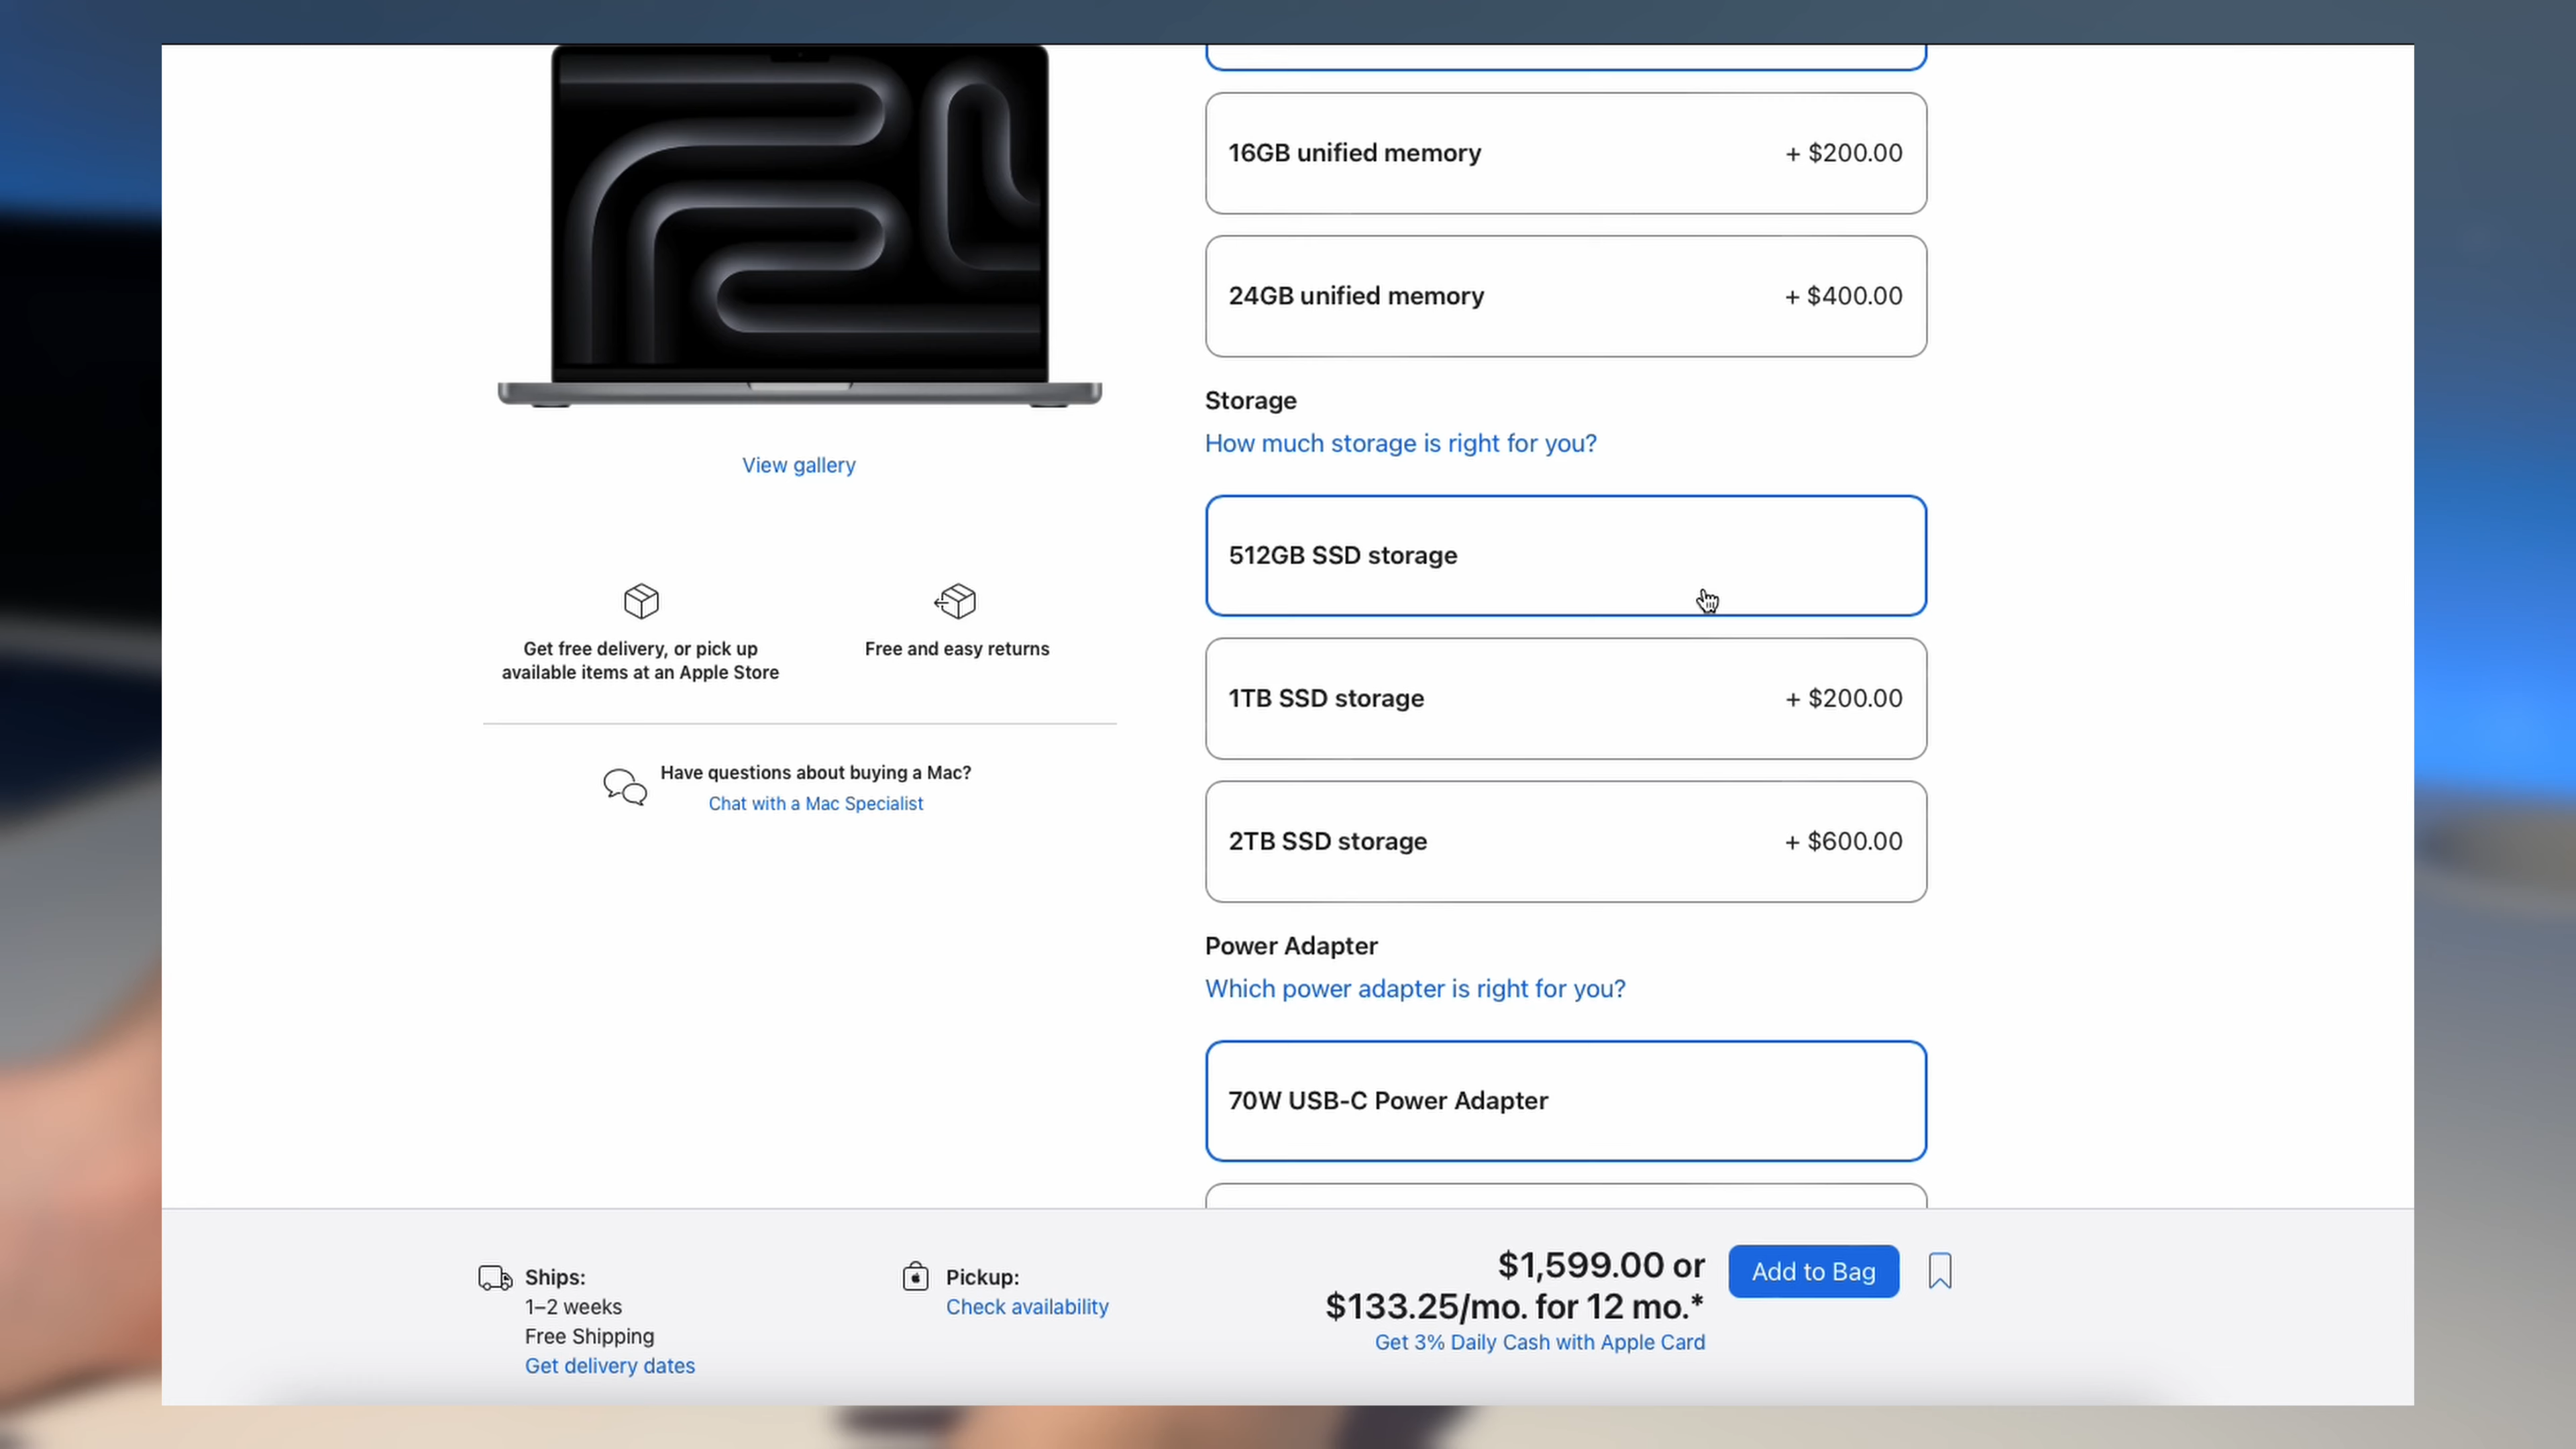 16GB unified memory + $200.00
24GB unified memory + $400.00
Storage
How much storage is right for you?
View gallery
512GB SSD storage
Get free delivery, or pick up
available items at an Apple Store
Free and easy returns
1TB SSD storage + $200.00
Have questions about buying a Mac?
Chat with a Mac Specialist
2TB SSD storage + $600.00
Power Adapter
Which power adapter is right for you?
70W USB-C Power Adapter
Ships:
1–2 weeks
Free Shipping
Get delivery dates
Pickup:
Check availability
$1,599.00 or
$133.25/mo. for 12 mo.*
Get 3% Daily Cash with Apple Card
Add to Bag